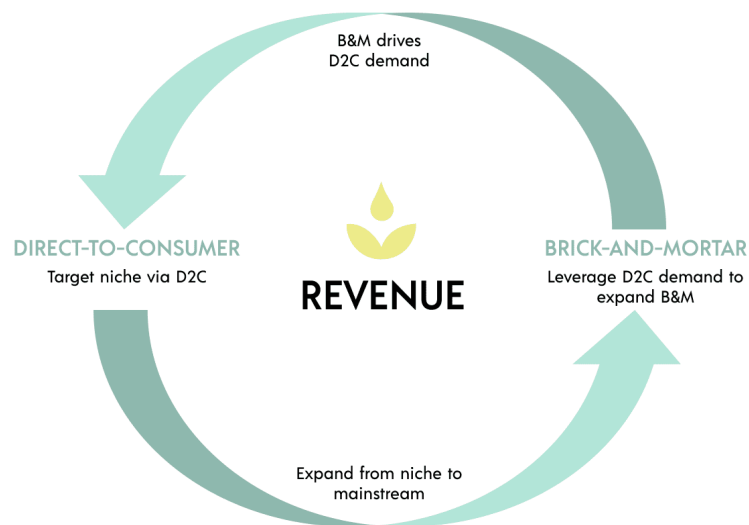 B&M drives
D2C demand
DIRECT-TO-CONSUMER
Target niche via D2C
BRICK-AND-MORTAR
Leverage D2C demand to
expand B&M
REVENUE
Expand from niche to
mainstream